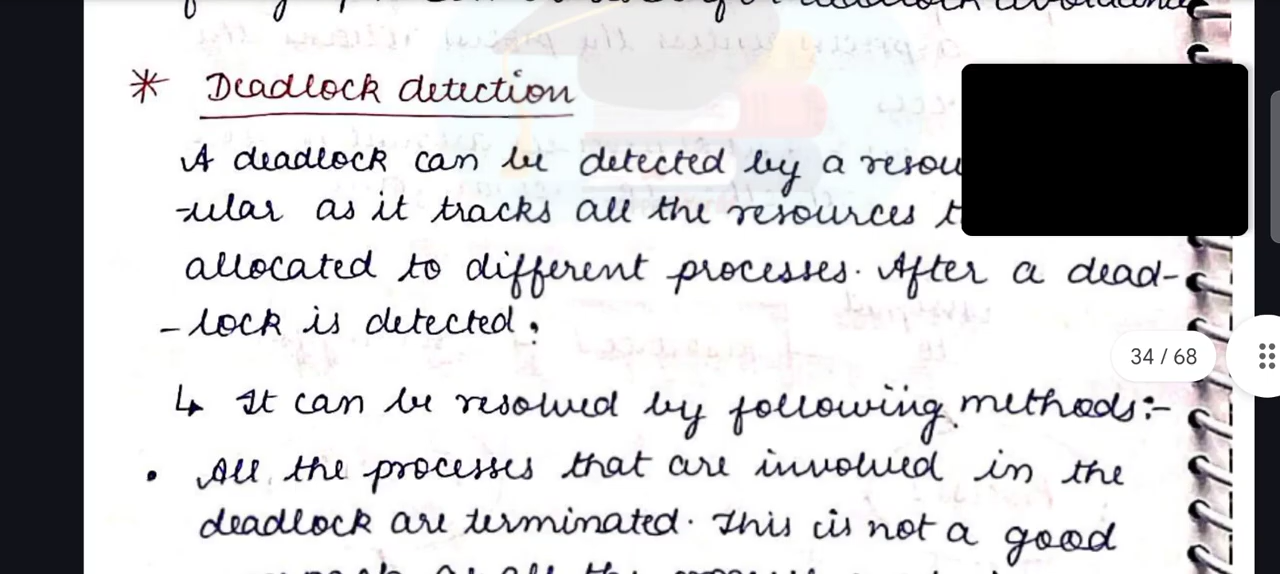 deadlock avoidance
* Deadlock detection
A deadlock can be detected by a resou
-ular as it tracks all the resources t
allocated to different processes. After a dead-
- lock is detected:
34 / 68
↳ It can be resolved by following methods:-
• All the processes that are involved in the
deadlock are terminated. This is not a good